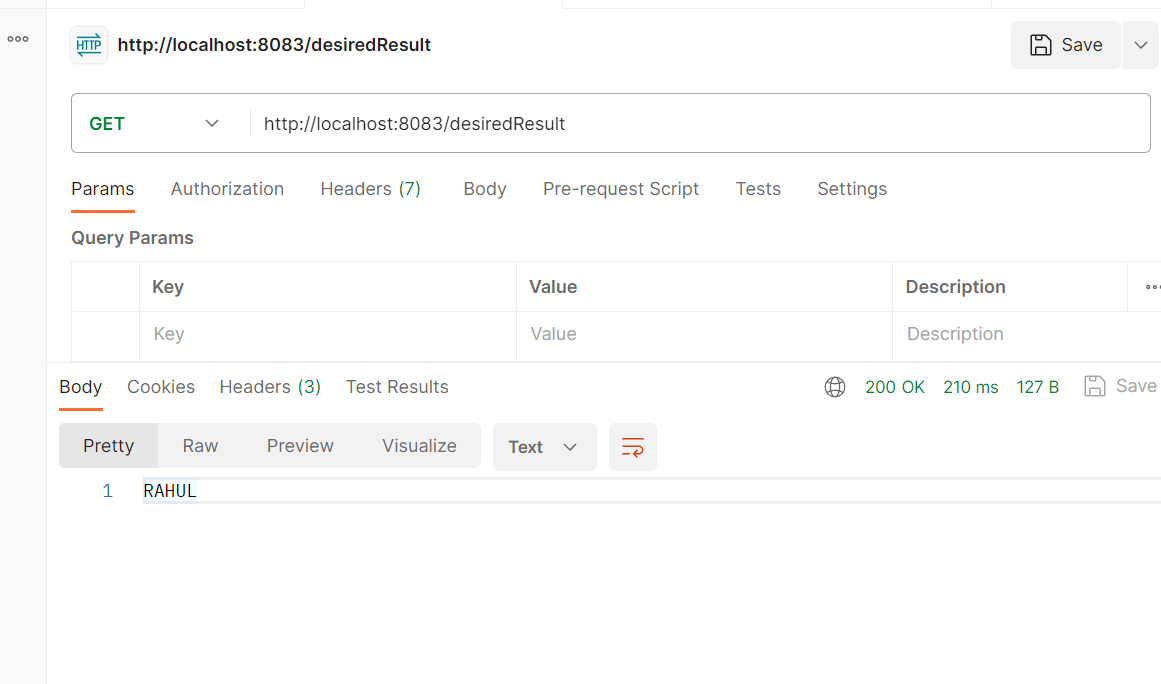 HTTP http://localhost:8083/desiredResult Save
GET http://localhost:8083/desiredResult
Params Authorization Headers (7) Body Pre-request Script Tests Settings
Query Params
Key Value Description
Key Value Description
Body Cookies Headers (3) Test Results 200 OK 210 ms 127 B Save
Pretty Raw Preview Visualize Text
1 RAHUL